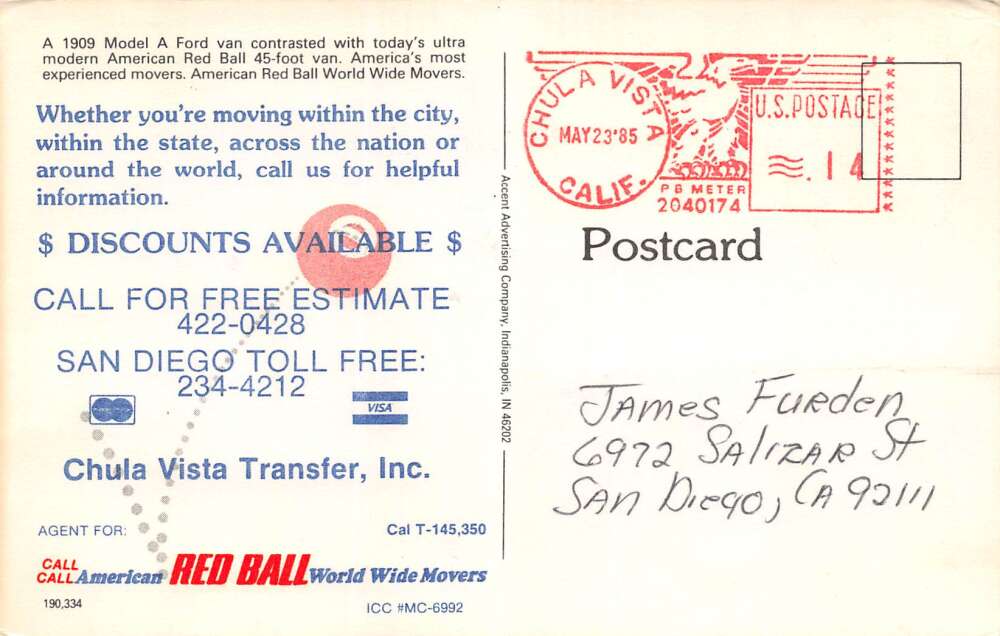 A 1909 Model A Ford van contrasted with today's ultra
modern American Red Ball 45-foot van. America's most
experienced movers. American Red Ball World Wide Movers.
Whether you're moving within the city,
within the state, across the nation or
around the world, call us for helpful
information.
$ DISCOUNTS AVAILABLE $
CALL FOR FREE ESTIMATE
422-0428
SAN DIEGO TOLL FREE:
234-4212
VISA
Chula Vista Transfer, Inc.
AGENT FOR:
Cal T-145,350
CALL
CALL American RED BALL World Wide Movers
190,334
ICC #MC-6992
Accent Advertising Company, Indianapolis, IN 46202
CHULA VISTA
MAY 23 '85
CALIF.
PB METER
2040174
U.S. POSTAGE
.14
Postcard
James Furden
6972 Salizar St
San Diego, CA 92111